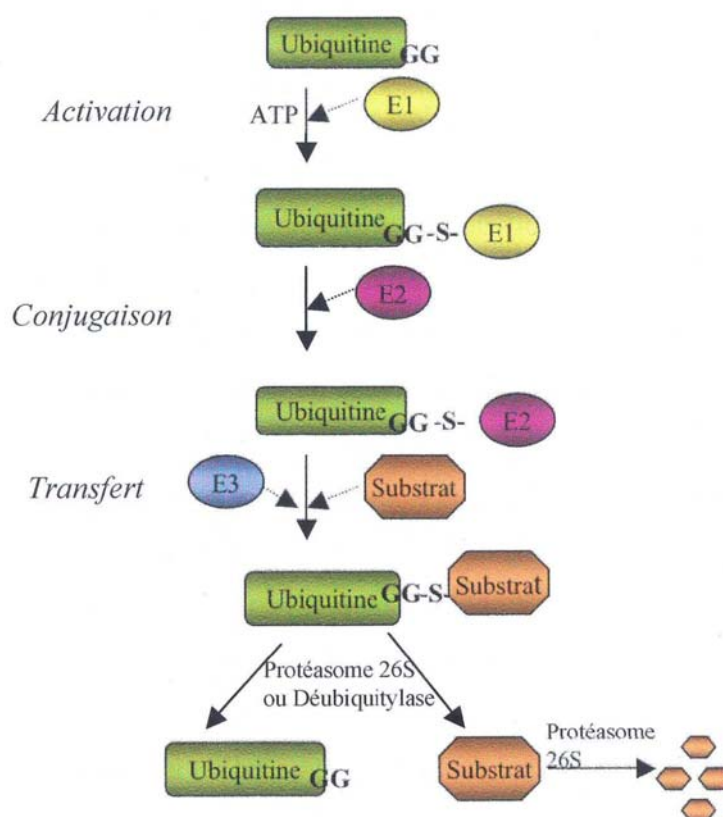 Ubiquitine GG
Activation
ATP
E1
Ubiquitine GG -S- E1
E2
Conjugaison
Ubiquitine GG -S- E2
Transfert
E3
Substrat
Ubiquitine GG-S- Substrat
Protéasome 26S
ou Déubiquitylase
Ubiquitine GG
Substrat
Protéasome
26S